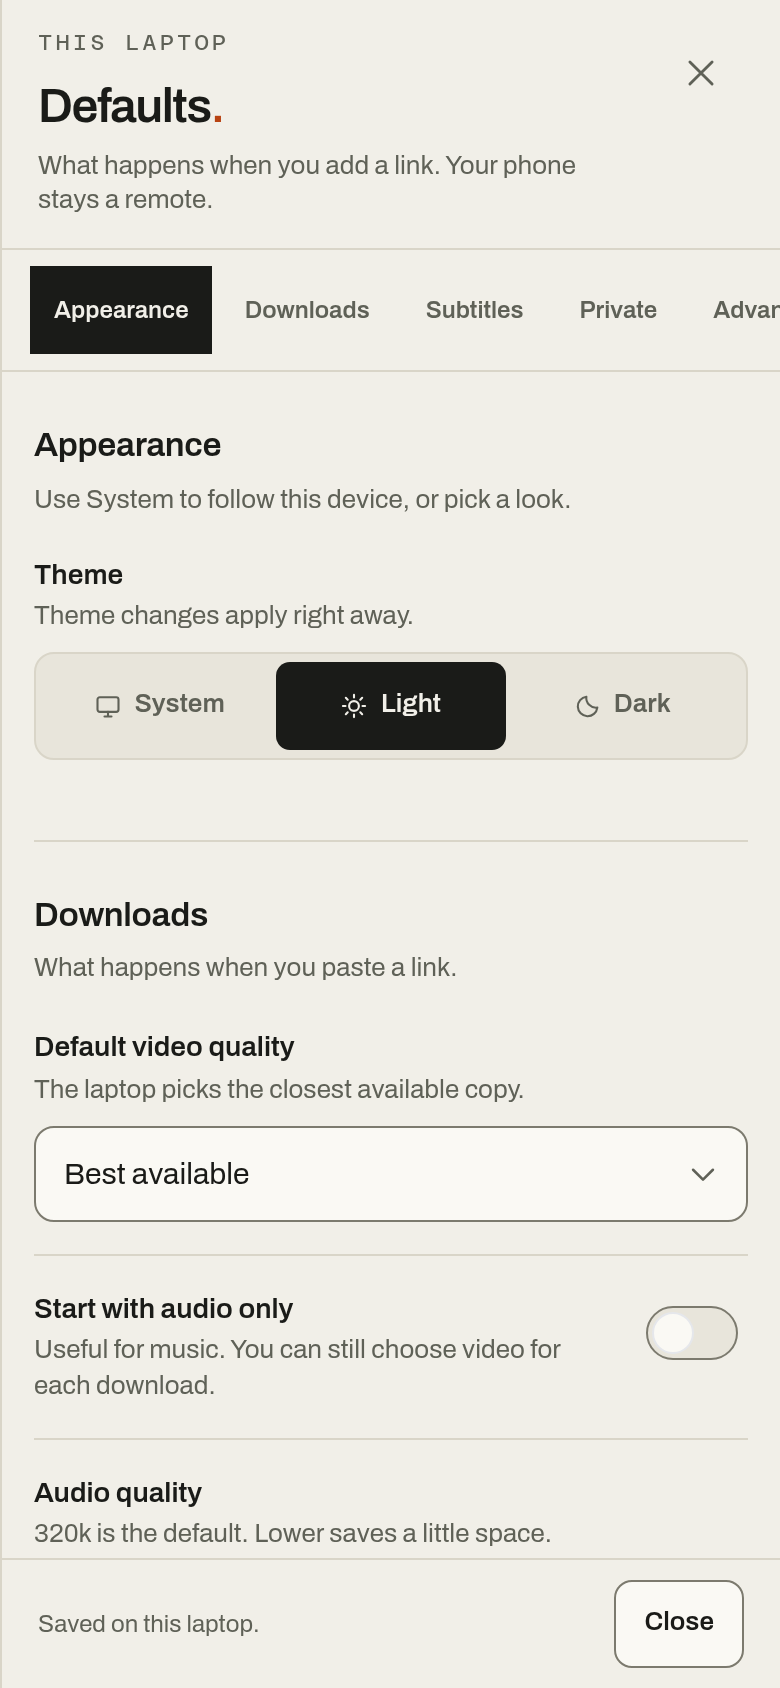 THIS LAPTOP
Defaults.
What happens when you add a link. Your phone
stays a remote.
Appearance
Downloads
Subtitles
Private
Advan
Appearance
Use System to follow this device, or pick a look.
Theme
Theme changes apply right away.
System
Light
Dark
Downloads
What happens when you paste a link.
Default video quality
The laptop picks the closest available copy.
Best available
Start with audio only
Useful for music. You can still choose video for
each download.
Audio quality
320k is the default. Lower saves a little space.
Saved on this laptop.
Close